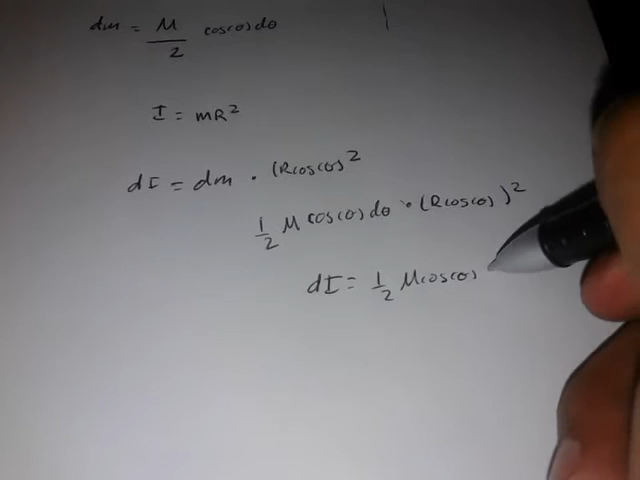 dm = M/2 cos(θ)dθ
I = mR²
dI = dm · (Rcos(θ))²
1/2 M cos(θ)dθ · (Rcos(θ))²
dI = 1/2 Mcos(θ)